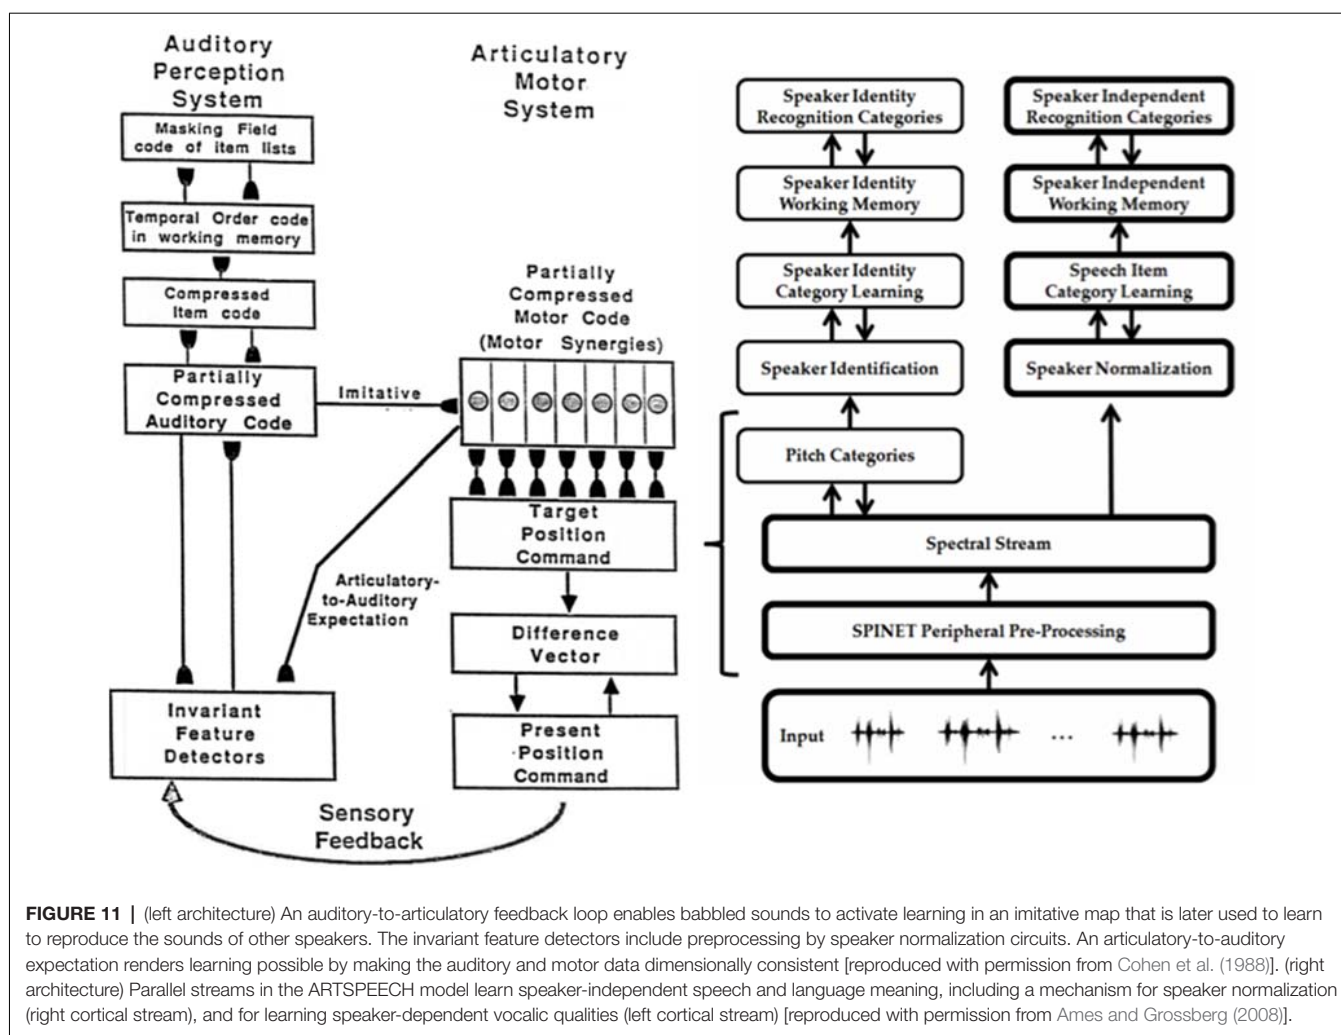 Auditory
Perception
System
Masking Field
code of item lists
Temporal Order code
in working memory
Compressed
Item code
Partially
Compressed
Auditory Code
Invariant
Feature
Detectors
Imitative
Articulatory-
to-Auditory
Expectation
Sensory
Feedback
Articulatory
Motor
System
Partially
Compressed
Motor Code
(Motor Synergies)
Target
Position
Command
Difference
Vector
Present
Position
Command
Speaker Identity
Recognition Categories
Speaker Identity
Working Memory
Speaker Identity
Category Learning
Speaker Identification
Pitch Categories
Speaker Independent
Recognition Categories
Speaker Independent
Working Memory
Speech Item
Category Learning
Speaker Normalization
Spectral Stream
SPINET Peripheral Pre-Processing
Input ...
FIGURE 11 | (left architecture) An auditory-to-articulatory feedback loop enables babbled sounds to activate learning in an imitative map that is later used to learn
to reproduce the sounds of other speakers. The invariant feature detectors include preprocessing by speaker normalization circuits. An articulatory-to-auditory
expectation renders learning possible by making the auditory and motor data dimensionally consistent [reproduced with permission from Cohen et al. (1988)]. (right
architecture) Parallel streams in the ARTSPEECH model learn speaker-independent speech and language meaning, including a mechanism for speaker normalization
(right cortical stream), and for learning speaker-dependent vocalic qualities (left cortical stream) [reproduced with permission from Ames and Grossberg (2008)].